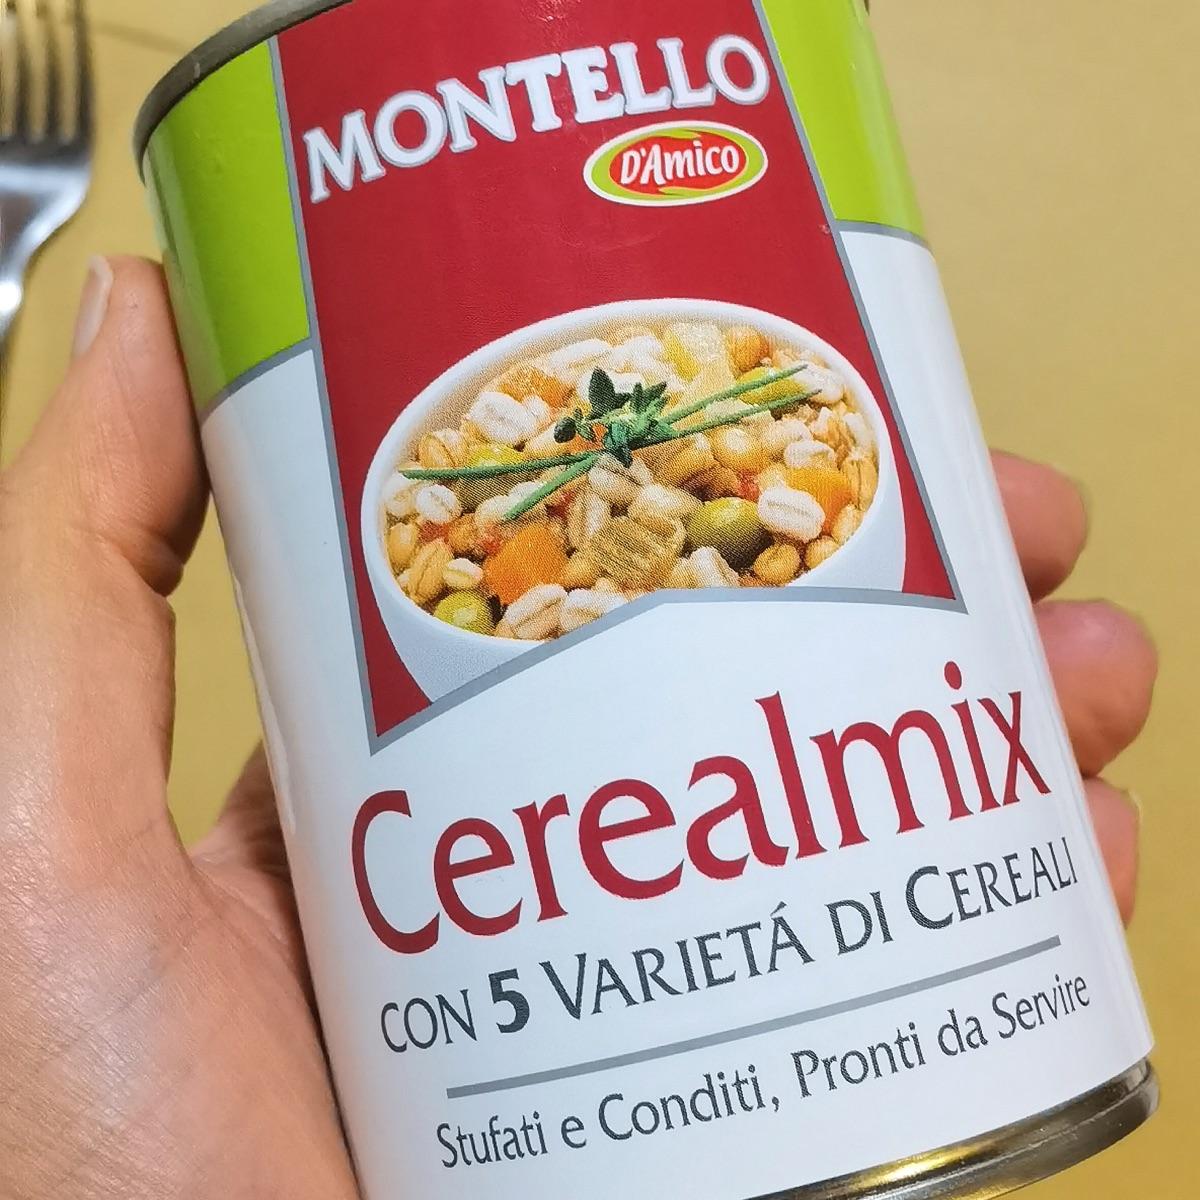 MONTELLO
D'Amico
Cerealmix
CON 5 VARIETÁ DI CEREALI
Stufati e Conditi, Pronti da Servire